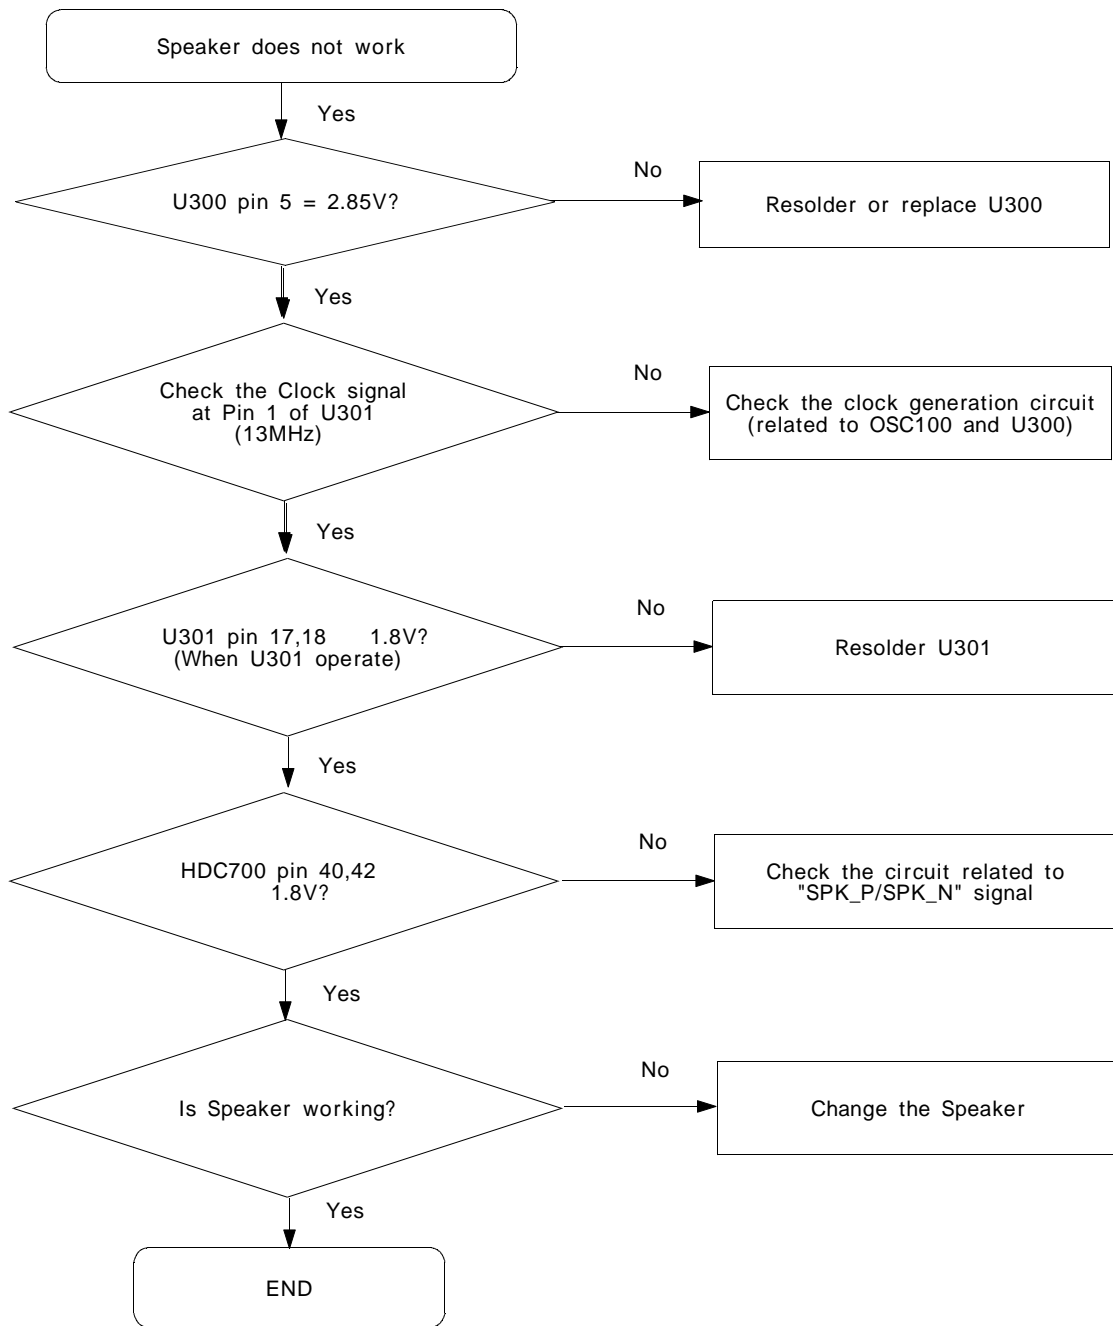 Speaker does not work
Yes
U300 pin 5 = 2.85V?
No
Resolder or replace U300
Yes
Check the Clock signal
at Pin 1 of U301
(13MHz)
No
Check the clock generation circuit
(related to OSC100 and U300)
Yes
U301 pin 17,18 1.8V?
(When U301 operate)
No
Resolder U301
Yes
HDC700 pin 40,42
1.8V?
No
Check the circuit related to
"SPK_P/SPK_N" signal
Yes
Is Speaker working?
No
Change the Speaker
Yes
END